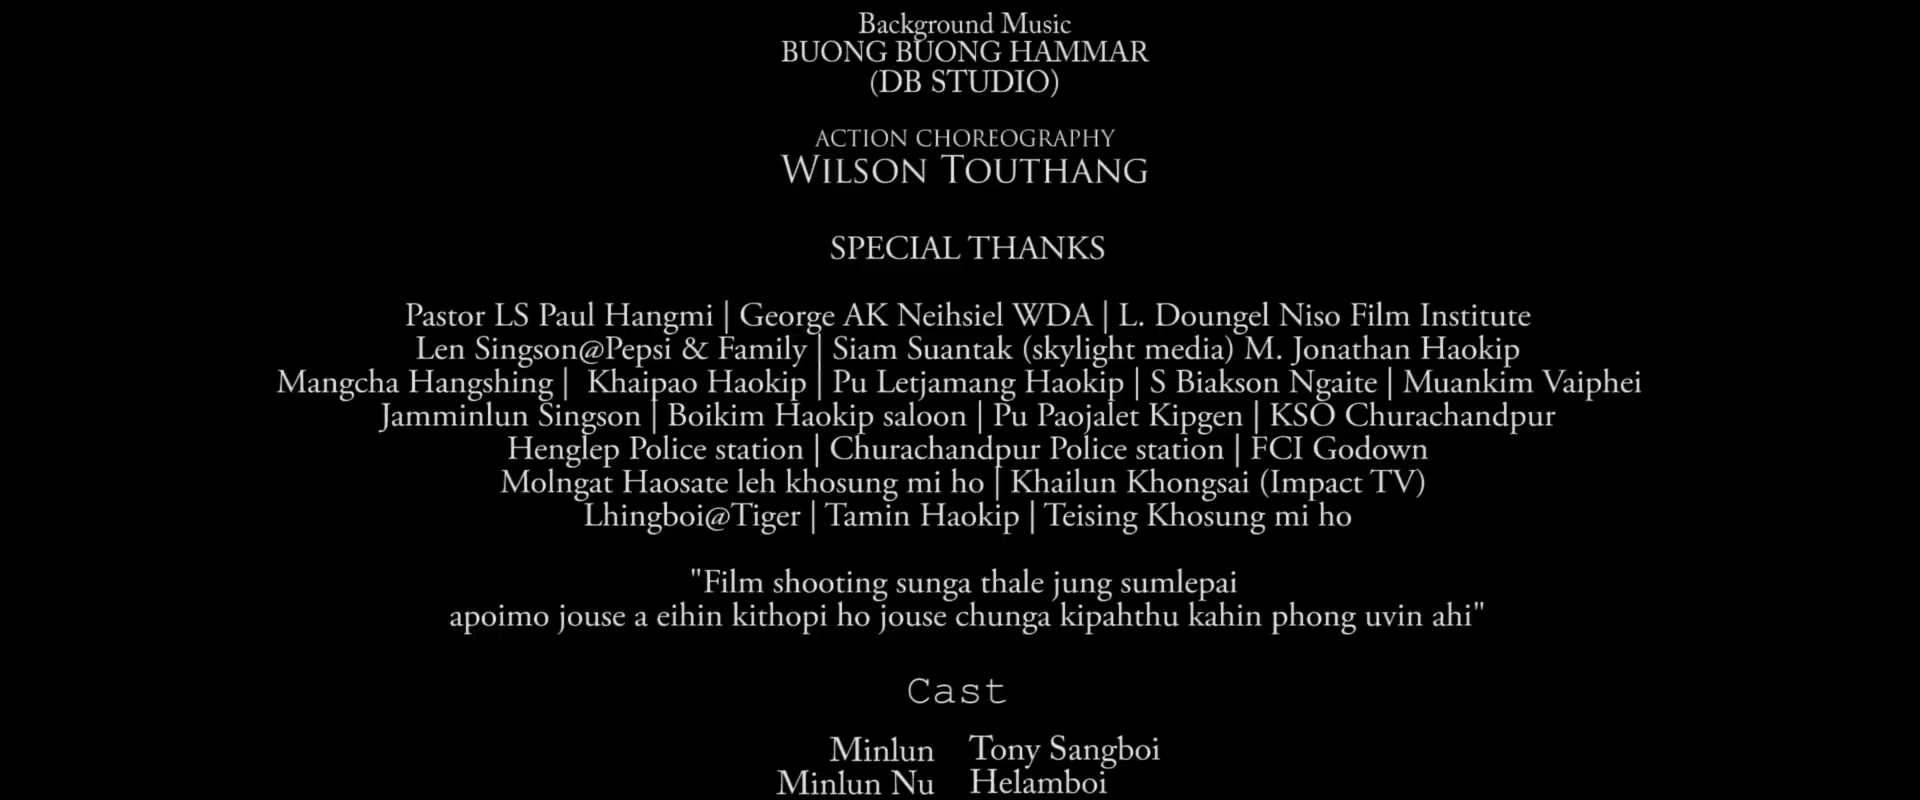 Background Music
BUONG BUONG HAMMAR
(DB STUDIO)
ACTION CHOREOGRAPHY
WILSON TOUTHANG
SPECIAL THANKS
Pastor LS Paul Hangmi | George AK Neihsiel WDA | L. Doungel Niso Film Institute
Len Singson@Pepsi & Family | Siam Suantak (skylight media) M. Jonathan Haokip
Mangcha Hangshing | Khaipao Haokip | Pu Letjamang Haokip | S Biakson Ngaite | Muankim Vaiphei
Jamminlun Singson | Boikim Haokip saloon | Pu Paojalet Kipgen | KSO Churachandpur
Henglep Police station | Churachandpur Police station | FCI Godown
Molngat Haosate leh khosung mi ho | Khailun Khongsai (Impact TV)
Lhingboi@Tiger | Tamin Haokip | Teising Khosung mi ho
"Film shooting sunga thale jung sumlepai
apoimo jouse a eihin kithopi ho jouse chunga kipahthu kahin phong uvin ahi"
Cast
Minlun Tony Sangboi
Minlun Nu Helamboi